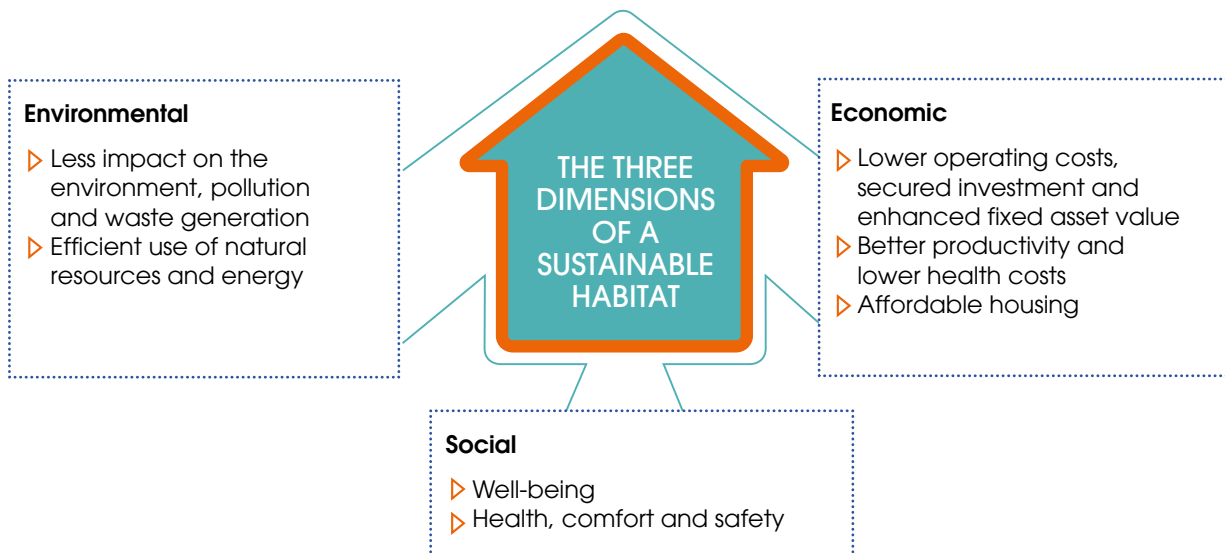 THE THREE
DIMENSIONS
OF A
SUSTAINABLE
HABITAT
Environmental
Less impact on the
environment, pollution
and waste generation
Efficient use of natural
resources and energy
Economic
Lower operating costs,
secured investment and
enhanced fixed asset value
Better productivity and
lower health costs
Affordable housing
Social
Well-being
Health, comfort and safety